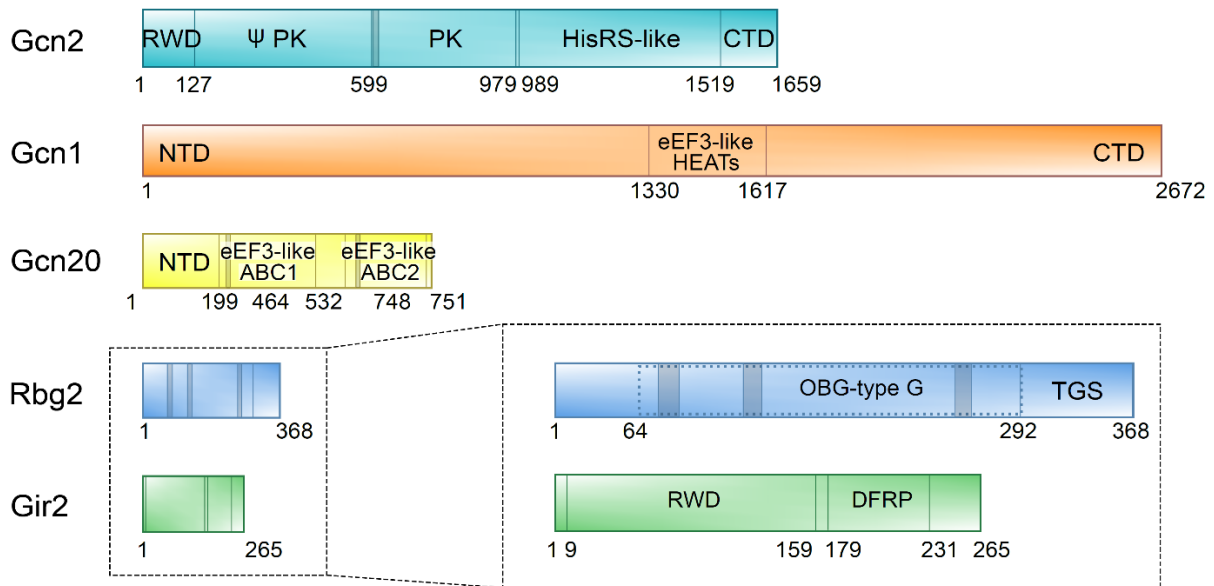 Gcn2
RWD Ψ PK PK HisRS-like CTD
1 127 599 979 989 1519 1659
Gcn1
NTD eEF3-like HEATs CTD
1 1330 1617 2672
Gcn20
NTD eEF3-like ABC1 eEF3-like ABC2
1 199 464 532 748 751
Rbg2
OBG-type G TGS
1 368 1 64 292 368
Gir2
RWD DFRP
1 265 1 9 159 179 231 265